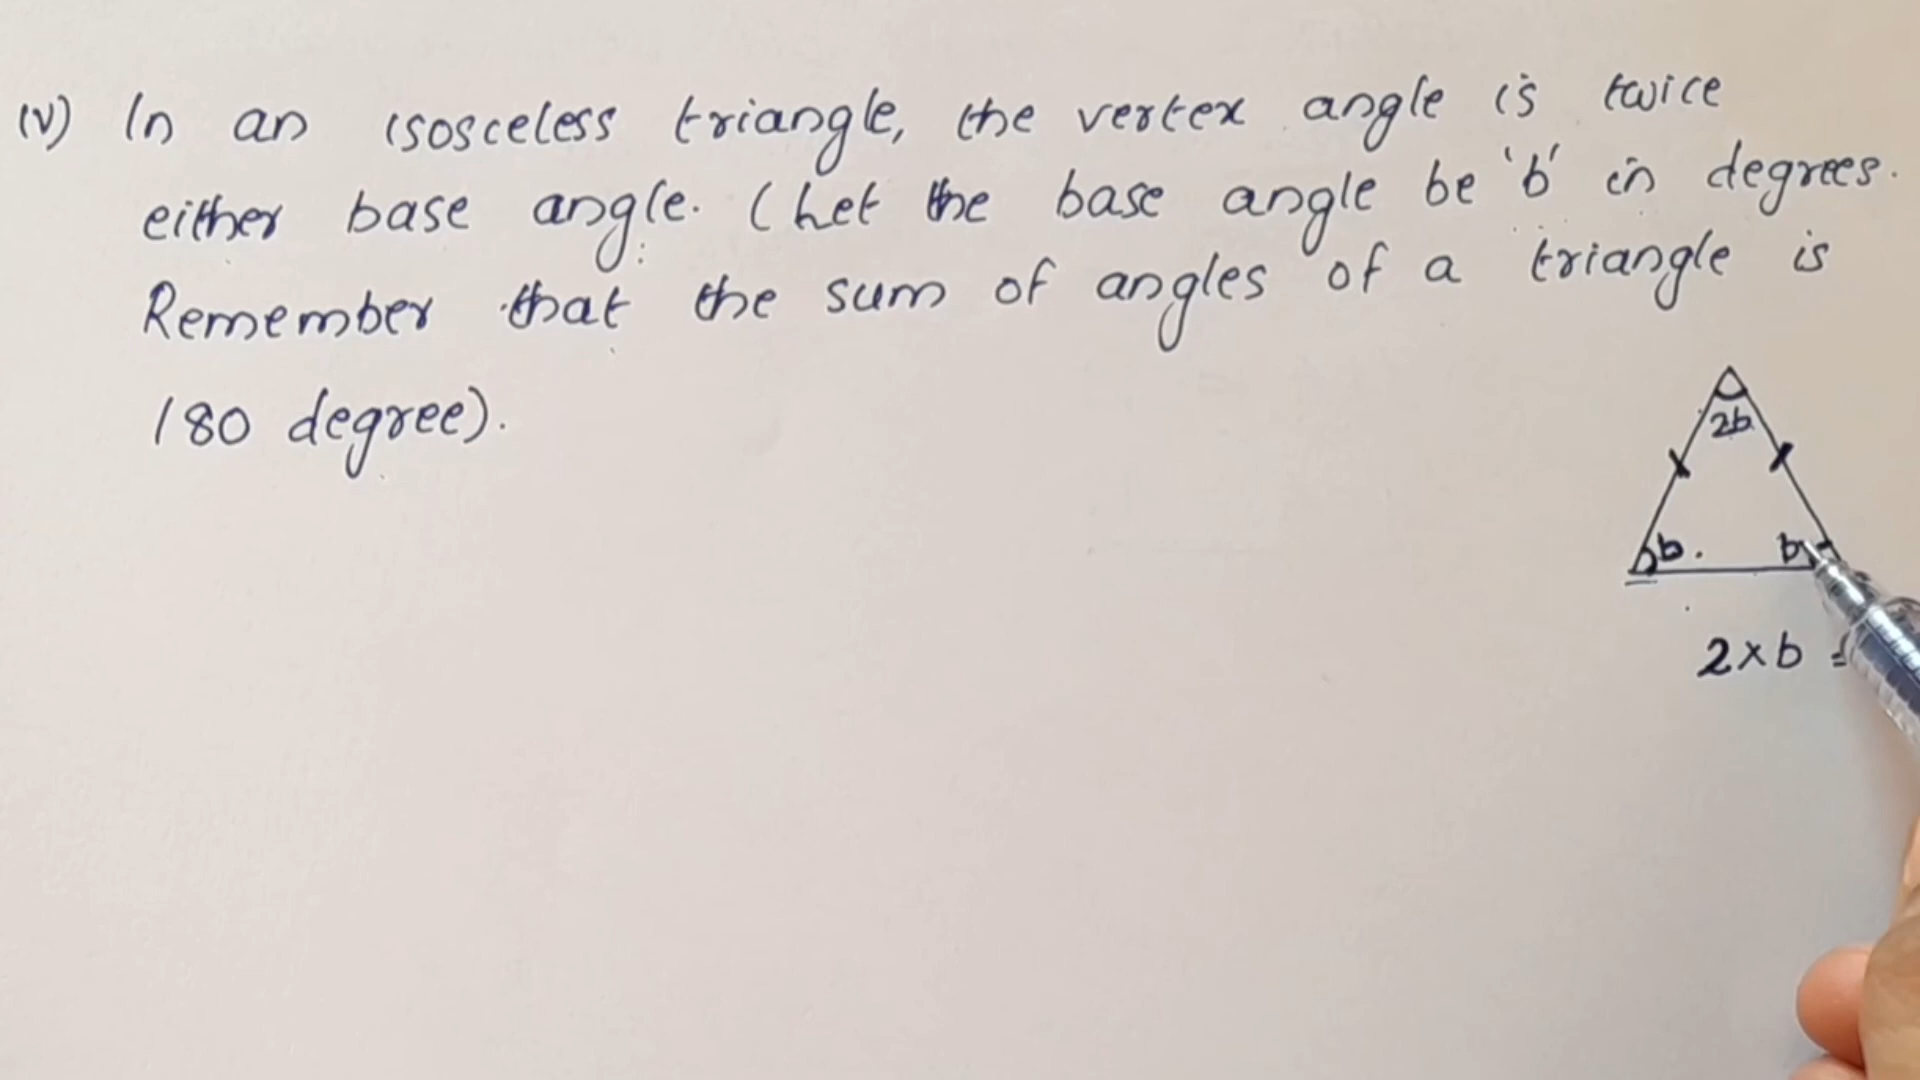 (v) In an isosceless triangle, the vertex angle is twice
either base angle. (Let the base angle be 'b' in degrees.
Remember that the sum of angles of a triangle is
180 degree).
2b
b. b
2×b =